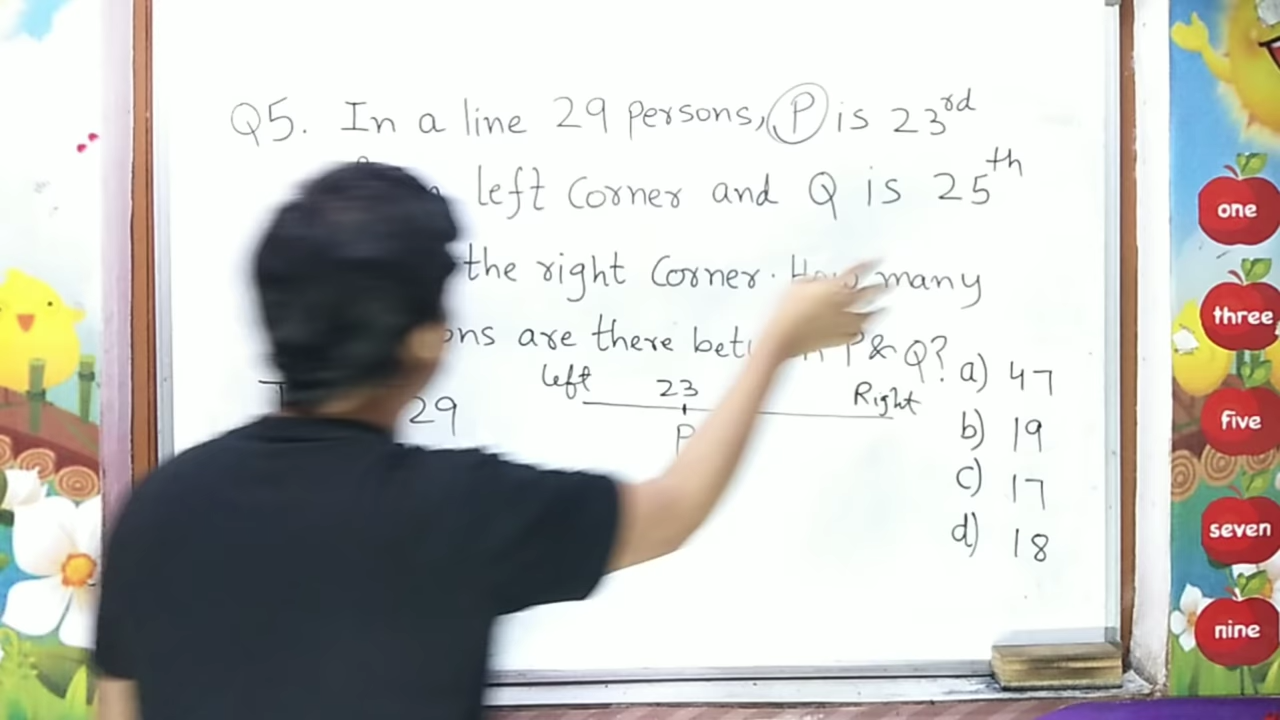 Q5. In a line 29 persons, P is 23rd
left Corner and Q is 25th
the right Corner. How many
ons are there bet P & Q?
left 23 Right
29
P
a) 47
b) 19
c) 17
d) 18
one
three
five
seven
nine